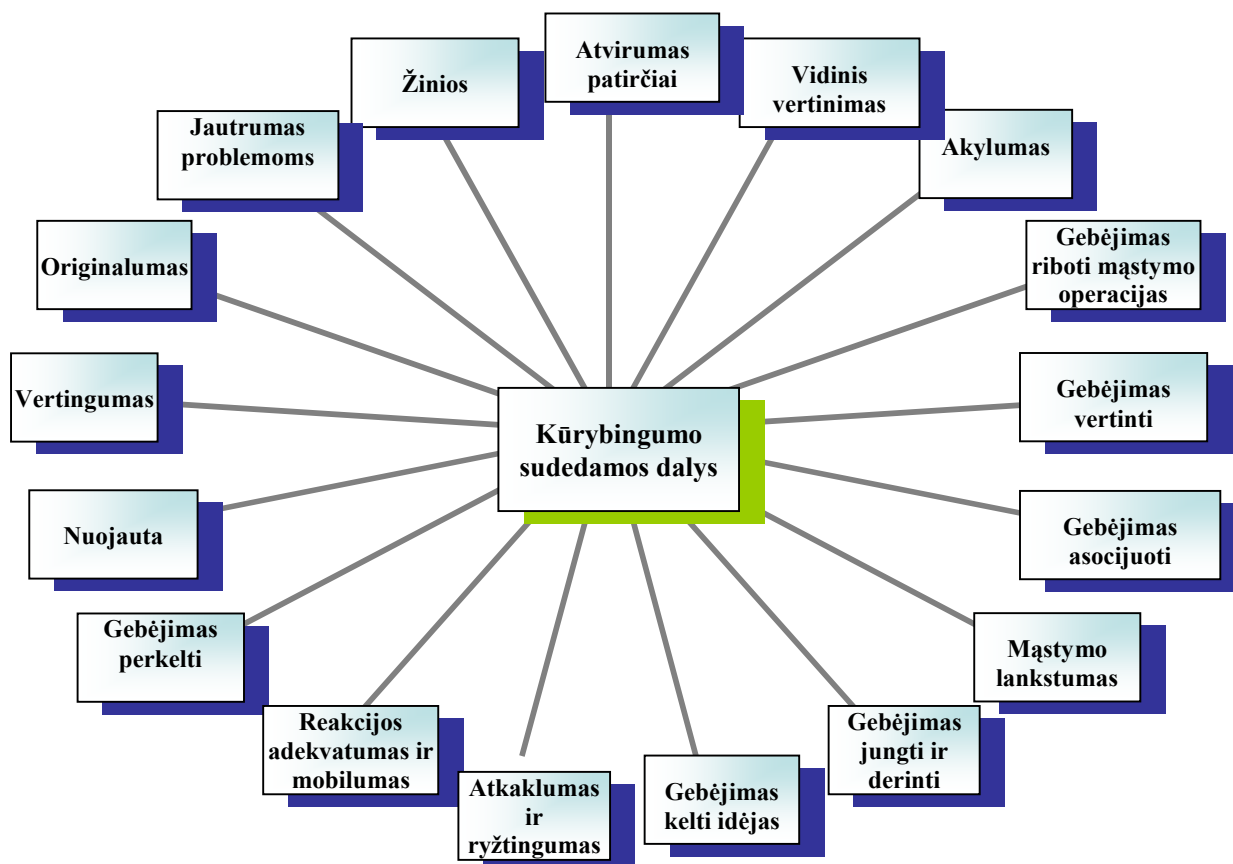 Atvirumas
patirčiai
Vidinis
vertinimas
Akylumas
Gebėjimas
riboti mąstymo
operacijas
Gebėjimas
vertinti
Gebėjimas
asocijuoti
Mąstymo
lankstumas
Gebėjimas
jungti ir
derinti
Gebėjimas
kelti idėjas
Atkaklumas
ir
ryžtingumas
Reakcijos
adekvatumas ir
mobilumas
Gebėjimas
perkelti
Nuojauta
Vertingumas
Originalumas
Jautrumas
problemoms
Žinios
Kūrybingumo
sudedamos dalys